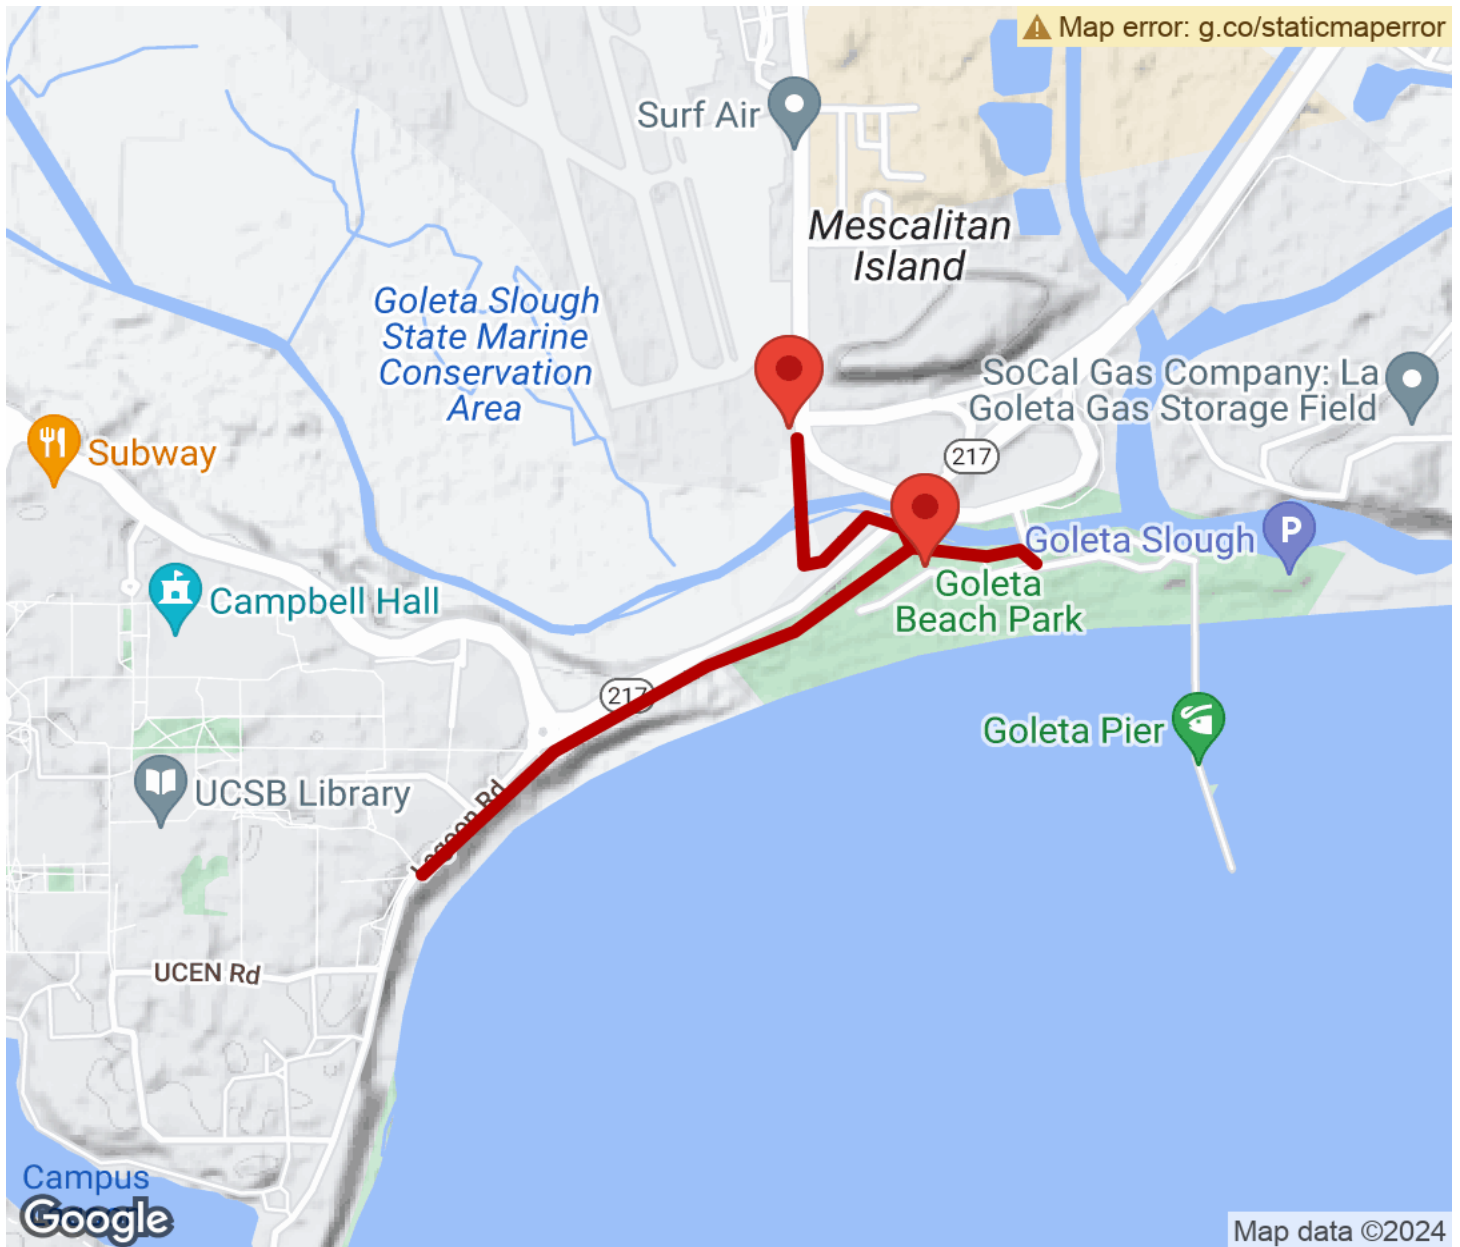 Map error: g.co/staticmaperror
Surf Air
Mescalitan
Island
Goleta Slough
State Marine
Conservation
Area
SoCal Gas Company: La
Goleta Gas Storage Field
Subway
217
Goleta Slough
P
Goleta
Beach Park
Campbell Hall
217
Goleta Pier
UCSB Library
Lagoon Rd
UCEN Rd
Campus
Google
Map data ©2024